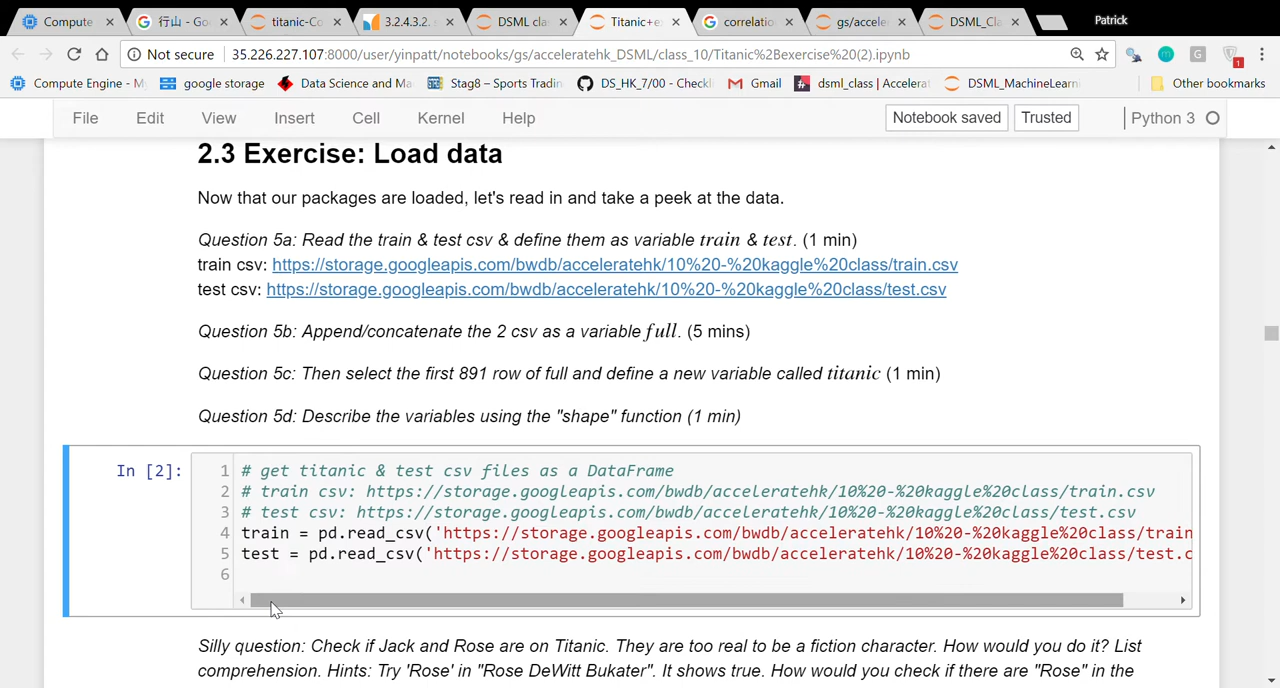 Compute
G 行山 - Go
titanic-Co
3.2.4.3.2.
DSML cla
Titanic+e
correlatio
gs/accele
DSML_Cla
Patrick
Not secure 35.226.227.107:8000/user/yinpatt/notebooks/gs/acceleratehk_DSML/class_10/Titanic%2Bexercise%20(2).ipynb
Compute Engine - My google storage Data Science and Ma Stag8 – Sports Tradin DS_HK_7/00 - Checkl Gmail dsml_class | Accelerat DSML_MachineLearni Other bookmarks
File Edit View Insert Cell Kernel Help Notebook saved Trusted Python 3
2.3 Exercise: Load data
Now that our packages are loaded, let's read in and take a peek at the data.
Question 5a: Read the train & test csv & define them as variable train & test. (1 min)
train csv: https://storage.googleapis.com/bwdb/acceleratehk/10%20-%20kaggle%20class/train.csv
test csv: https://storage.googleapis.com/bwdb/acceleratehk/10%20-%20kaggle%20class/test.csv
Question 5b: Append/concatenate the 2 csv as a variable full. (5 mins)
Question 5c: Then select the first 891 row of full and define a new variable called titanic (1 min)
Question 5d: Describe the variables using the "shape" function (1 min)
In [2]:
1 # get titanic & test csv files as a DataFrame
2 # train csv: https://storage.googleapis.com/bwdb/acceleratehk/10%20-%20kaggle%20class/train.csv
3 # test csv: https://storage.googleapis.com/bwdb/acceleratehk/10%20-%20kaggle%20class/test.csv
4 train = pd.read_csv('https://storage.googleapis.com/bwdb/acceleratehk/10%20-%20kaggle%20class/train
5 test = pd.read_csv('https://storage.googleapis.com/bwdb/acceleratehk/10%20-%20kaggle%20class/test.c
6
Silly question: Check if Jack and Rose are on Titanic. They are too real to be a fiction character. How would you do it? List
comprehension. Hints: Try 'Rose' in "Rose DeWitt Bukater". It shows true. How would you check if there are "Rose" in the